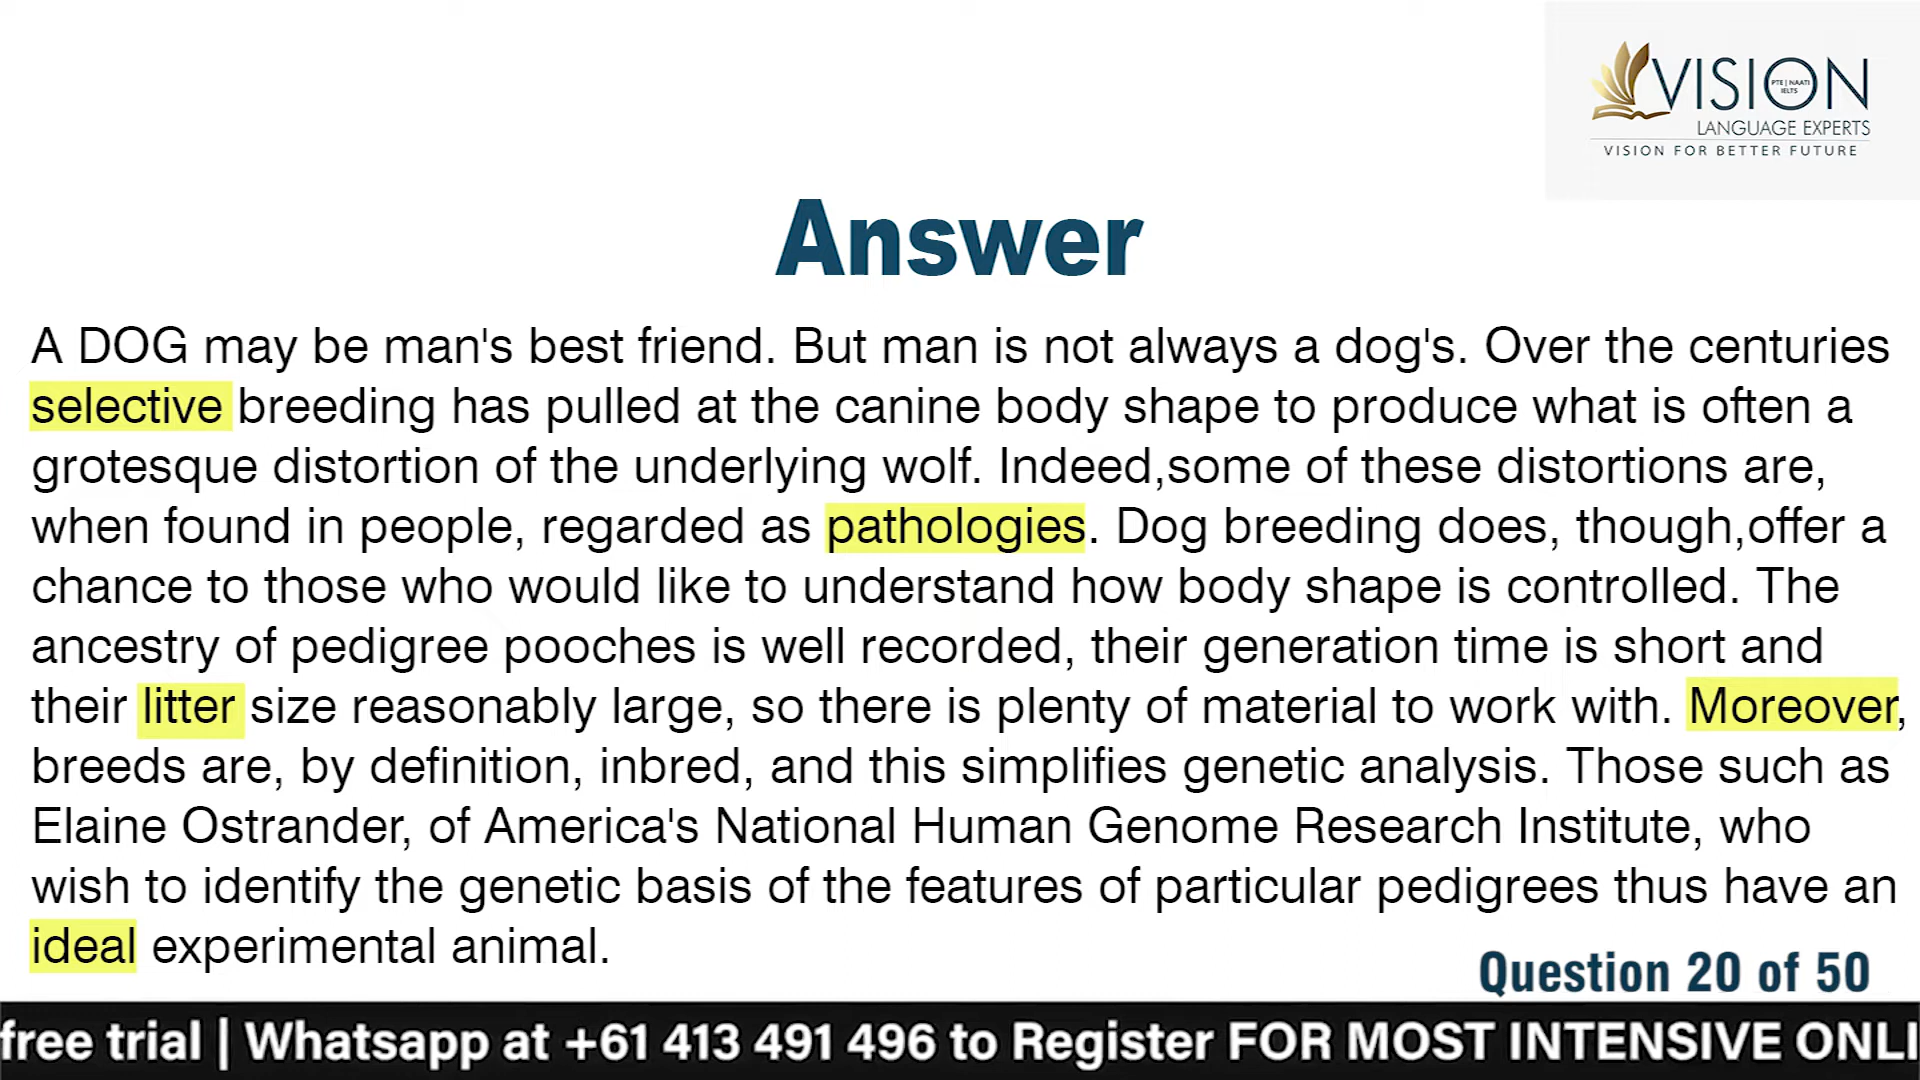 VISION
PTE | NAATI
IELTS
LANGUAGE EXPERTS
VISION FOR BETTER FUTURE
Answer
A DOG may be man's best friend. But man is not always a dog's. Over the centuries
selective breeding has pulled at the canine body shape to produce what is often a
grotesque distortion of the underlying wolf. Indeed,some of these distortions are,
when found in people, regarded as pathologies. Dog breeding does, though,offer a
chance to those who would like to understand how body shape is controlled. The
ancestry of pedigree pooches is well recorded, their generation time is short and
their litter size reasonably large, so there is plenty of material to work with. Moreover,
breeds are, by definition, inbred, and this simplifies genetic analysis. Those such as
Elaine Ostrander, of America's National Human Genome Research Institute, who
wish to identify the genetic basis of the features of particular pedigrees thus have an
ideal experimental animal.
Question 20 of 50
free trial | Whatsapp at +61 413 491 496 to Register FOR MOST INTENSIVE ONLI